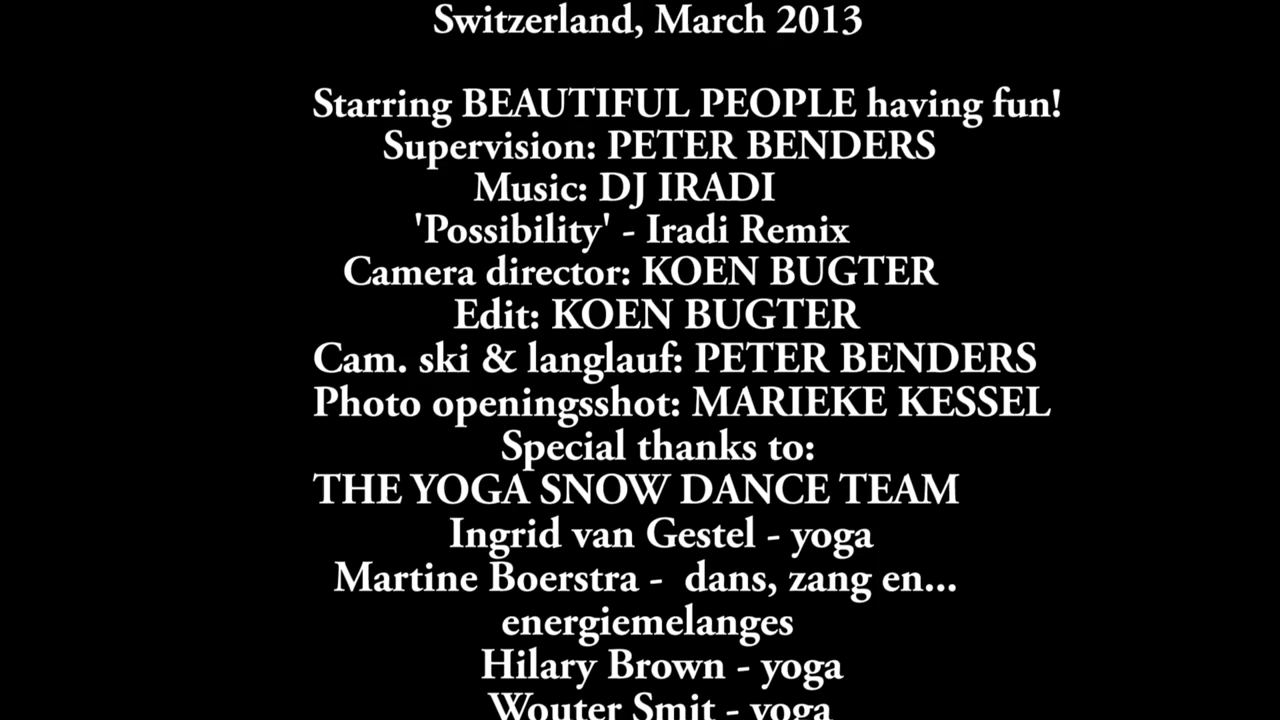 Switzerland, March 2013
Starring BEAUTIFUL PEOPLE having fun!
Supervision: PETER BENDERS
Music: DJ IRADI
'Possibility' - Iradi Remix
Camera director: KOEN BUGTER
Edit: KOEN BUGTER
Cam. ski & langlauf: PETER BENDERS
Photo openingsshot: MARIEKE KESSEL
Special thanks to:
THE YOGA SNOW DANCE TEAM
Ingrid van Gestel - yoga
Martine Boerstra -  dans, zang en...
energiemelanges
Hilary Brown - yoga
Wouter Smit - yoga